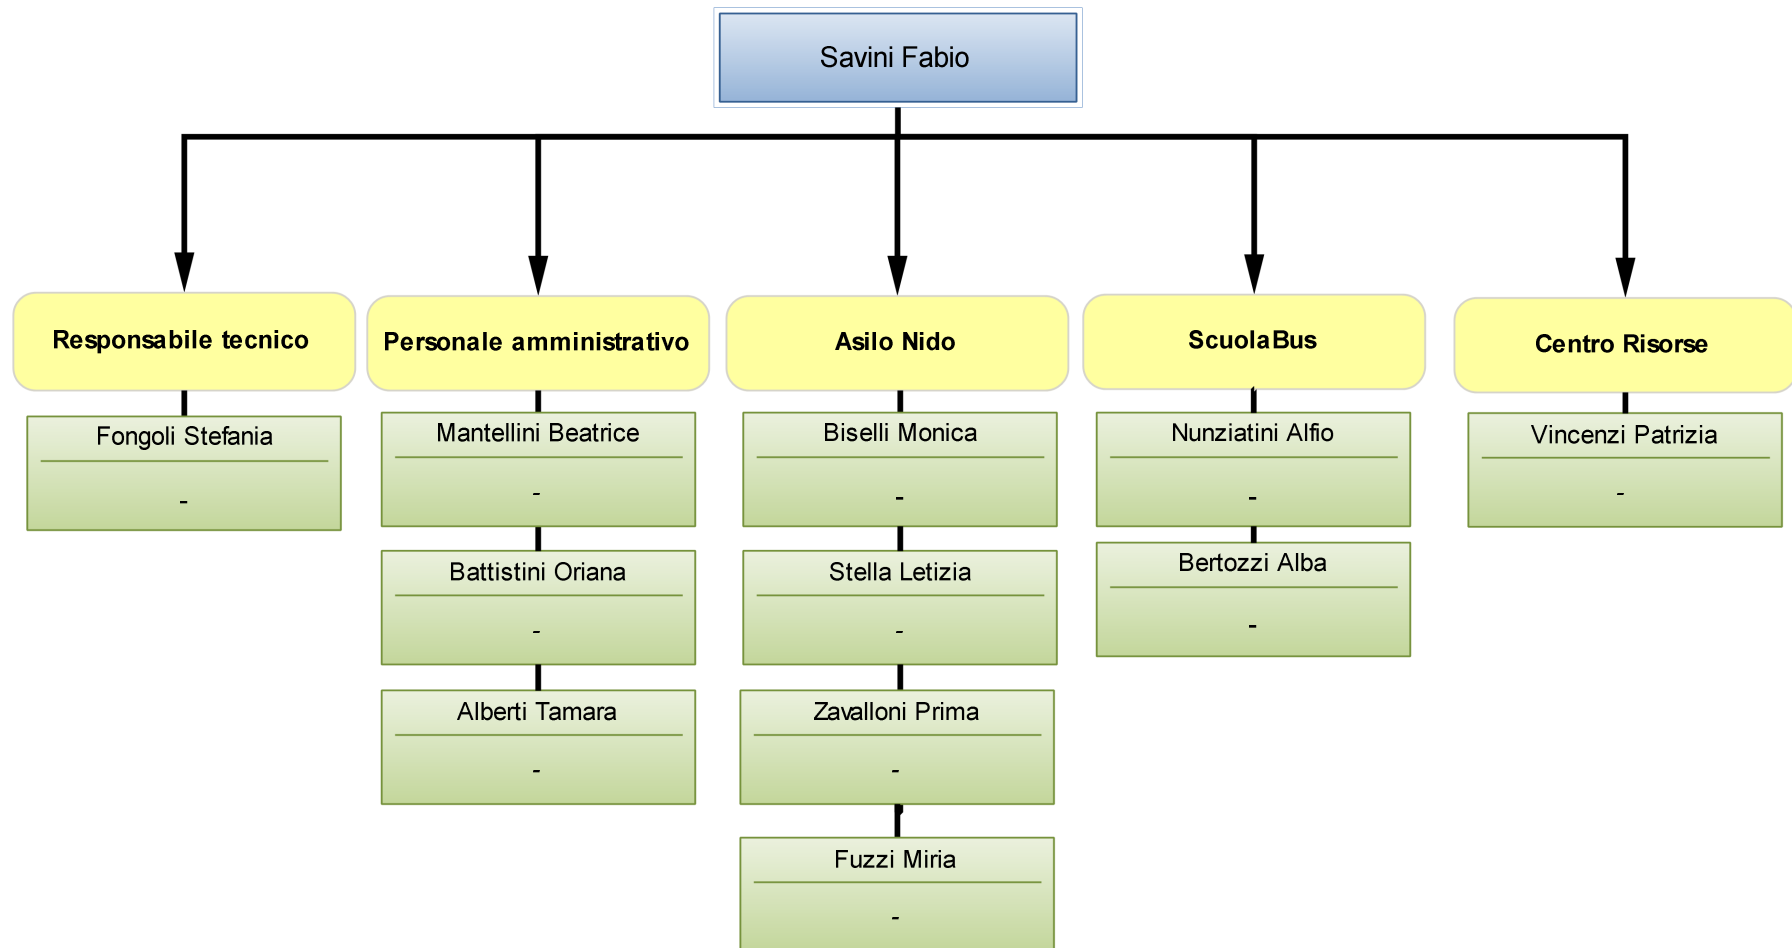 Savini Fabio
Responsabile tecnico
Fongoli Stefania
-
Personale amministrativo
Mantellini Beatrice
-
Battistini Oriana
-
Alberti Tamara
-
Asilo Nido
Biselli Monica
-
Stella Letizia
-
Zavalloni Prima
-
Fuzzi Miria
-
ScuolaBus
Nunziatini Alfio
-
Bertozzi Alba
-
Centro Risorse
Vincenzi Patrizia
-